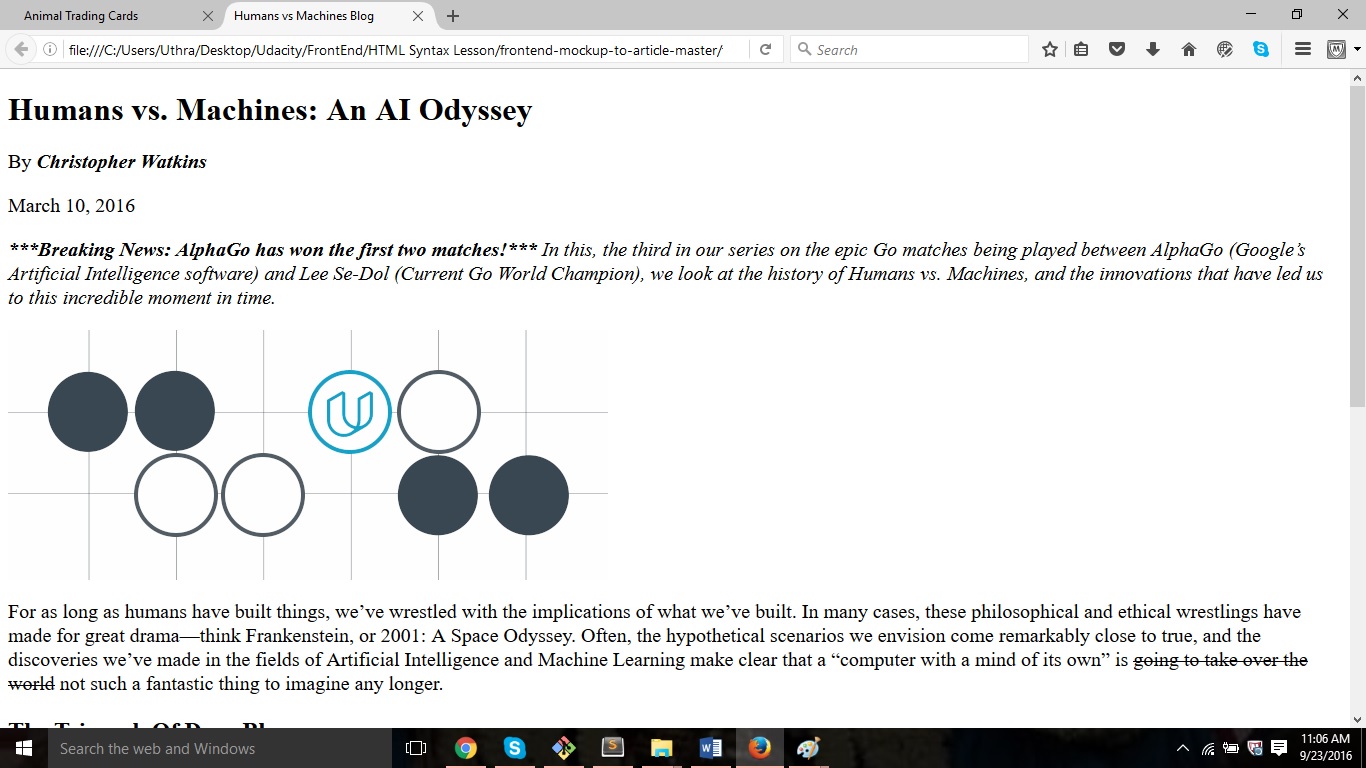 Animal Trading Cards
Humans vs Machines Blog
file:///C:/Users/Uthra/Desktop/Udacity/FrontEnd/HTML Syntax Lesson/frontend-mockup-to-article-master/
Search
Humans vs. Machines: An AI Odyssey
By Christopher Watkins
March 10, 2016
***Breaking News: AlphaGo has won the first two matches!*** In this, the third in our series on the epic Go matches being played between AlphaGo (Google’s
Artificial Intelligence software) and Lee Se-Dol (Current Go World Champion), we look at the history of Humans vs. Machines, and the innovations that have led us
to this incredible moment in time.
For as long as humans have built things, we’ve wrestled with the implications of what we’ve built. In many cases, these philosophical and ethical wrestlings have
made for great drama—think Frankenstein, or 2001: A Space Odyssey. Often, the hypothetical scenarios we envision come remarkably close to true, and the
discoveries we’ve made in the fields of Artificial Intelligence and Machine Learning make clear that a “computer with a mind of its own” is going to take over the
world not such a fantastic thing to imagine any longer.
Search the web and Windows
11:06 AM
9/23/2016